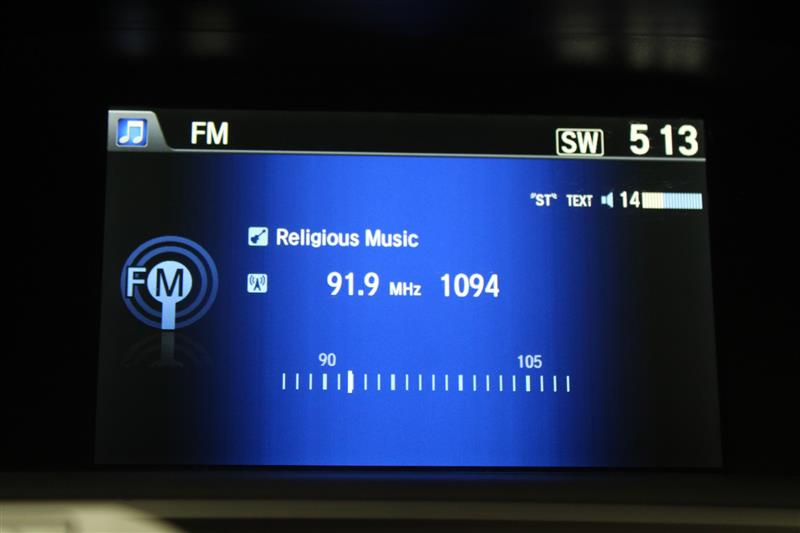 FM SW 5 13
"ST" TEXT 14
Religious Music
FM
91.9 MHz 1094
90 105